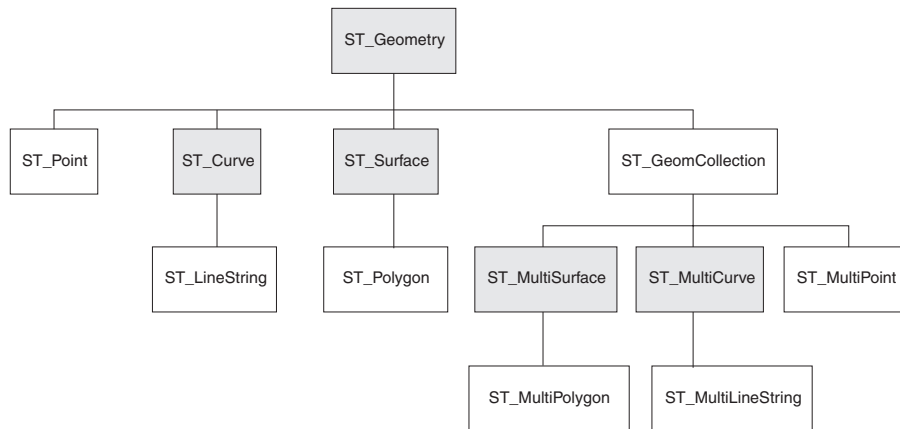 ST_Geometry
ST_Point
ST_Curve
ST_Surface
ST_GeomCollection
ST_LineString
ST_Polygon
ST_MultiSurface
ST_MultiCurve
ST_MultiPoint
ST_MultiPolygon
ST_MultiLineString